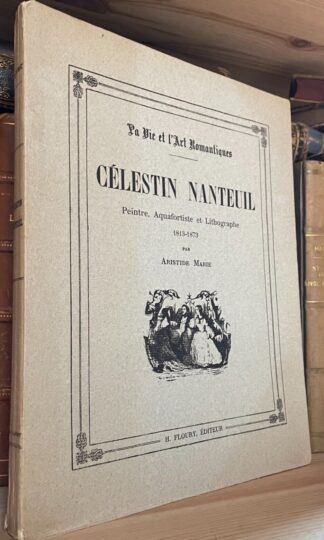 La Vie et l'Art Romantiques
CÉLESTIN NANTEUIL
Peintre, Aquafortiste et Lithographe
1813-1873
PAR
ARISTIDE MARIE
H. FLOURY, ÉDITEUR